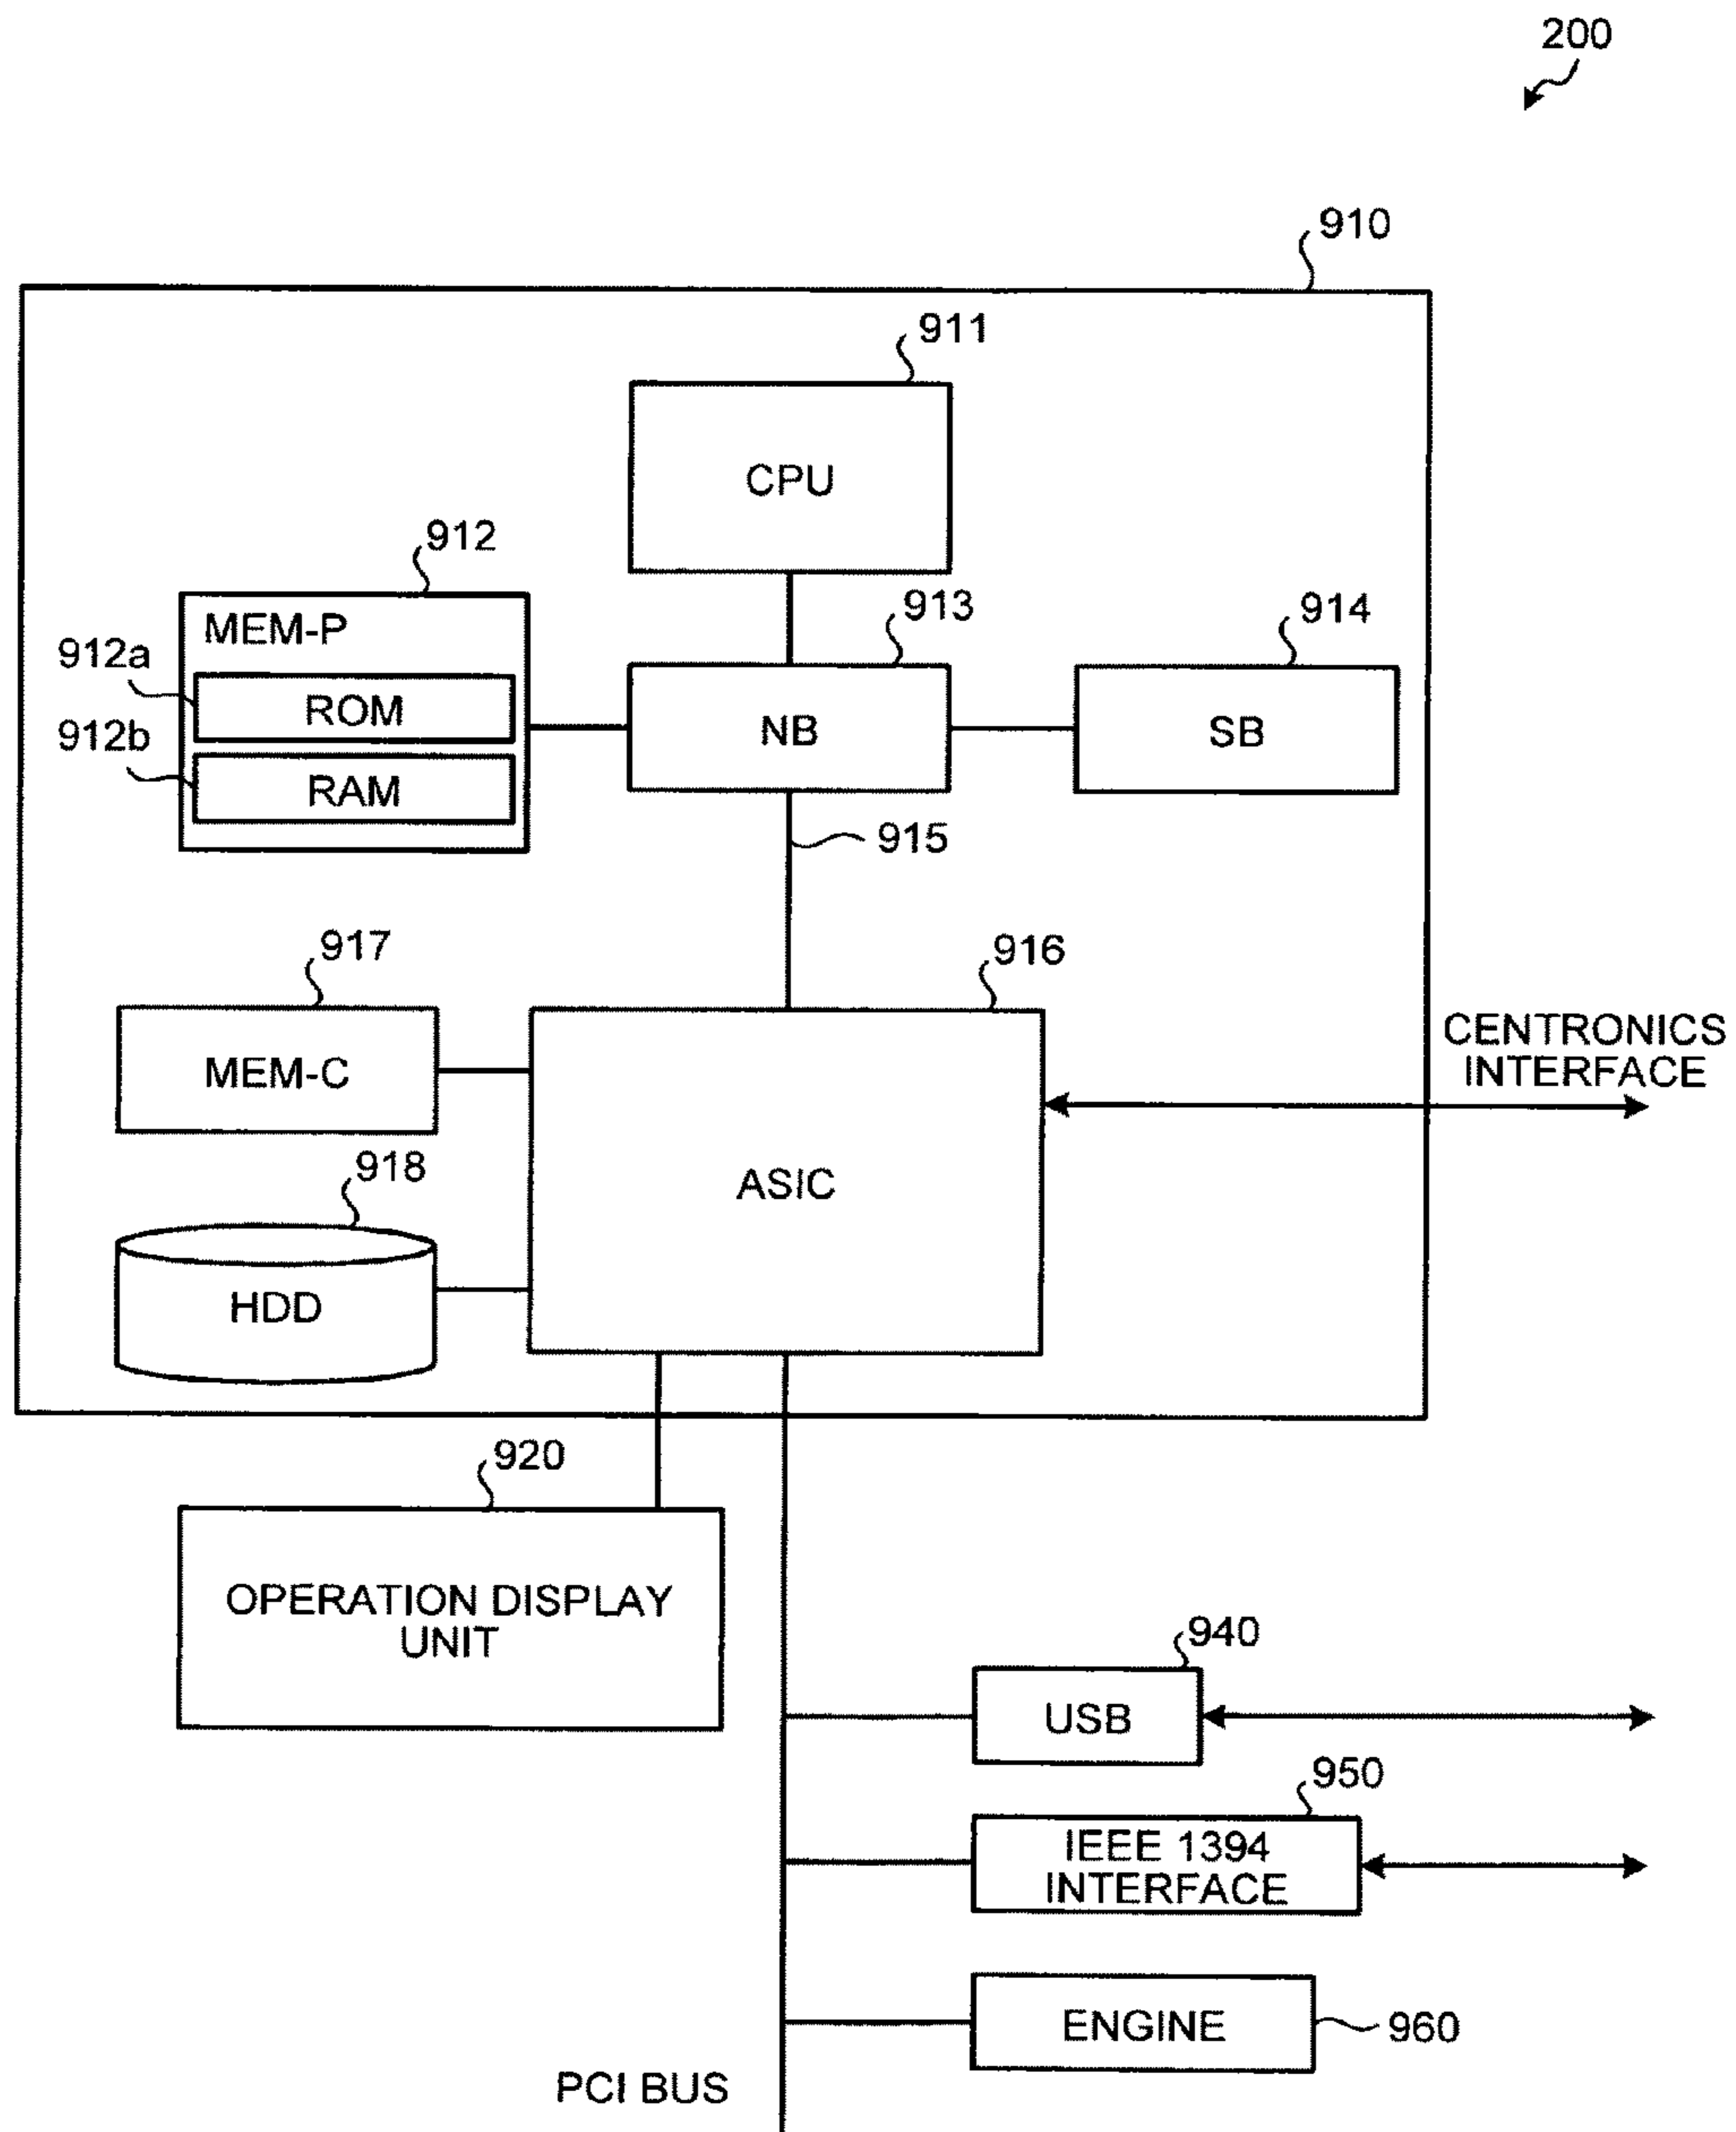 200
910
911
CPU
912
913
914
MEM-P
912a
ROM
NB
SB
912b
RAM
915
917
916
CENTRONICS
INTERFACE
MEM-C
918
ASIC
HDD
920
OPERATION DISPLAY
UNIT
940
USB
950
IEEE 1394
INTERFACE
ENGINE
960
PCI BUS